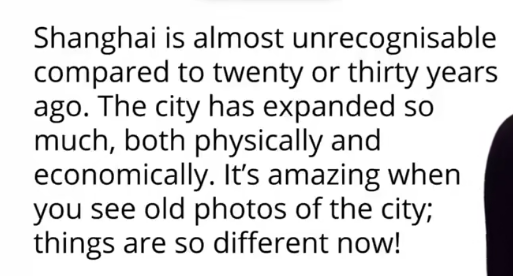 Shanghai is almost unrecognisable
compared to twenty or thirty years
ago. The city has expanded so
much, both physically and
economically. It’s amazing when
you see old photos of the city;
things are so different now!